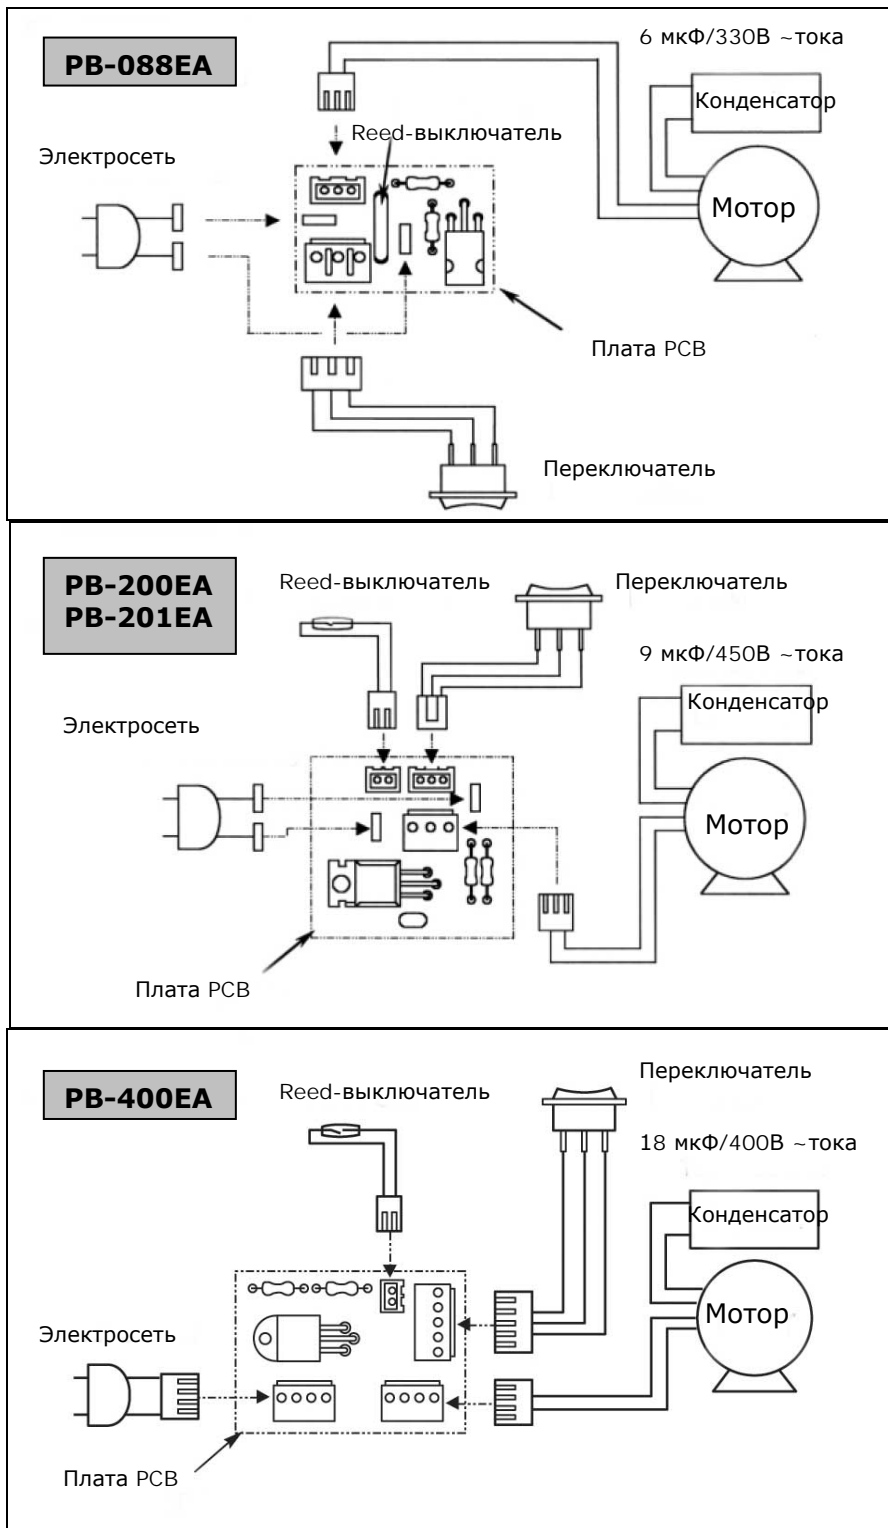 PB-088EA
6 мкФ/330В ~тока
Конденсатор
Reed-выключатель
Электросеть
Мотор
Плата PCB
Переключатель
PB-200EA
PB-201EA
Reed-выключатель
Переключатель
9 мкФ/450В ~тока
Конденсатор
Электросеть
Мотор
Плата PCB
PB-400EA
Reed-выключатель
Переключатель
18 мкФ/400В ~тока
Конденсатор
Мотор
Электросеть
Плата PCB